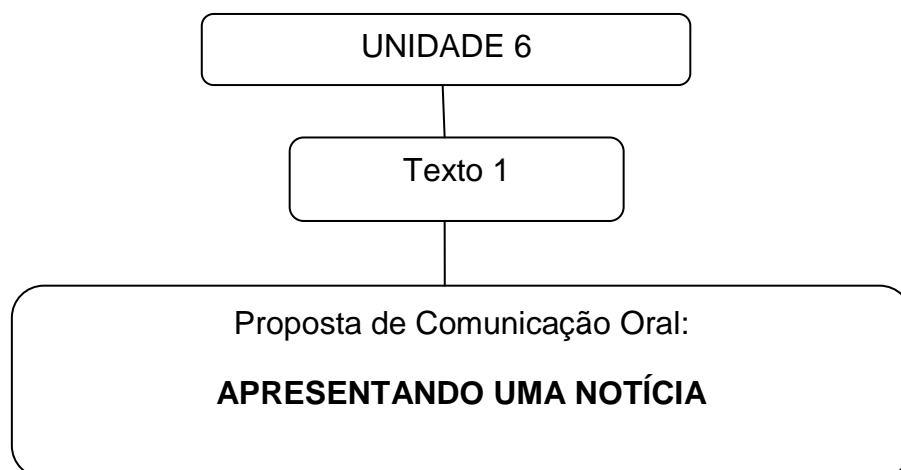 UNIDADE 6
Texto 1
Proposta de Comunicação Oral:
APRESENTANDO UMA NOTÍCIA